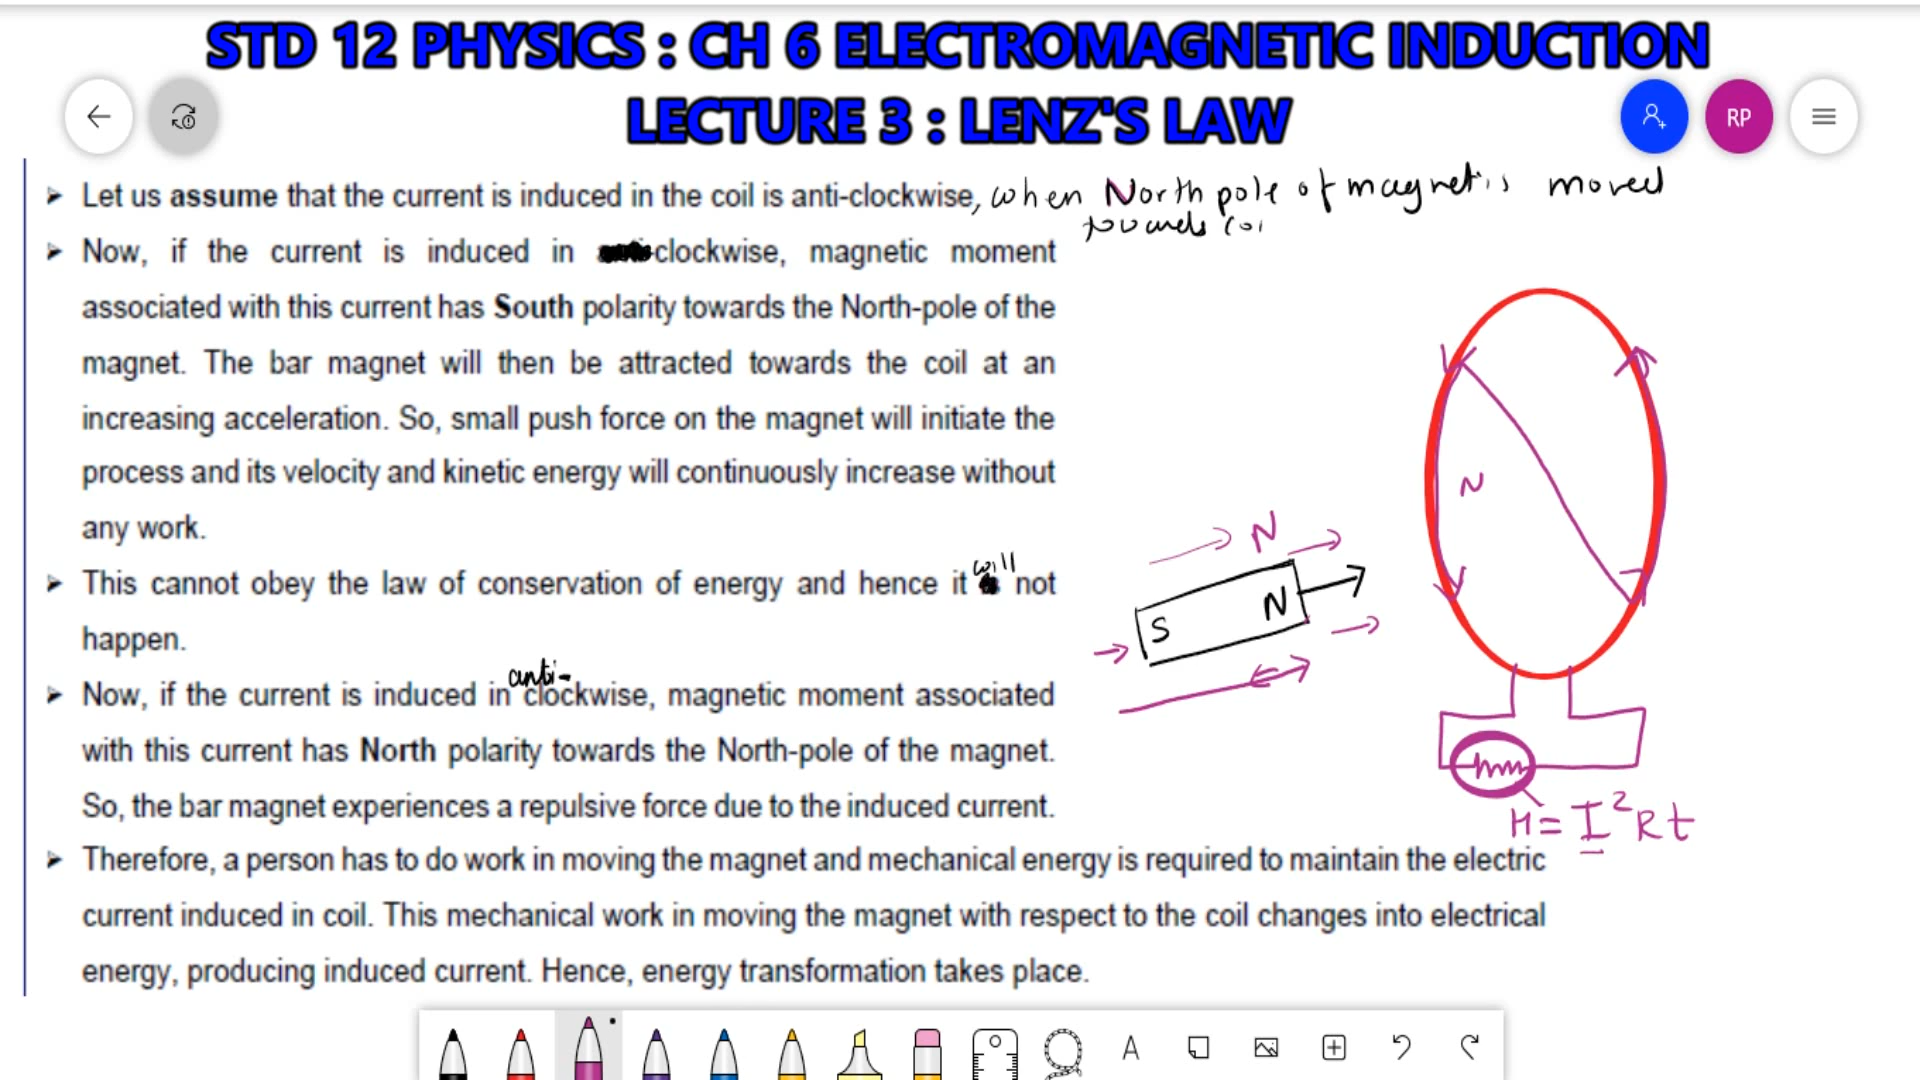 STD 12 PHYSICS : CH 6 ELECTROMAGNETIC INDUCTION
LECTURE 3 : LENZ'S LAW
RP
➢ Let us assume that the current is induced in the coil is anti-clockwise, when North pole of magnet is moved
towards coi
➢ Now, if the current is induced in clockwise, magnetic moment
associated with this current has South polarity towards the North-pole of the
magnet. The bar magnet will then be attracted towards the coil at an
increasing acceleration. So, small push force on the magnet will initiate the
process and its velocity and kinetic energy will continuously increase without
any work.
➢ This cannot obey the law of conservation of energy and hence it will not
happen.
➢ Now, if the current is induced in anti-clockwise, magnetic moment associated
with this current has North polarity towards the North-pole of the magnet.
So, the bar magnet experiences a repulsive force due to the induced current.
➢ Therefore, a person has to do work in moving the magnet and mechanical energy is required to maintain the electric
current induced in coil. This mechanical work in moving the magnet with respect to the coil changes into electrical
energy, producing induced current. Hence, energy transformation takes place.
N
N
S N
H = I²Rt
A